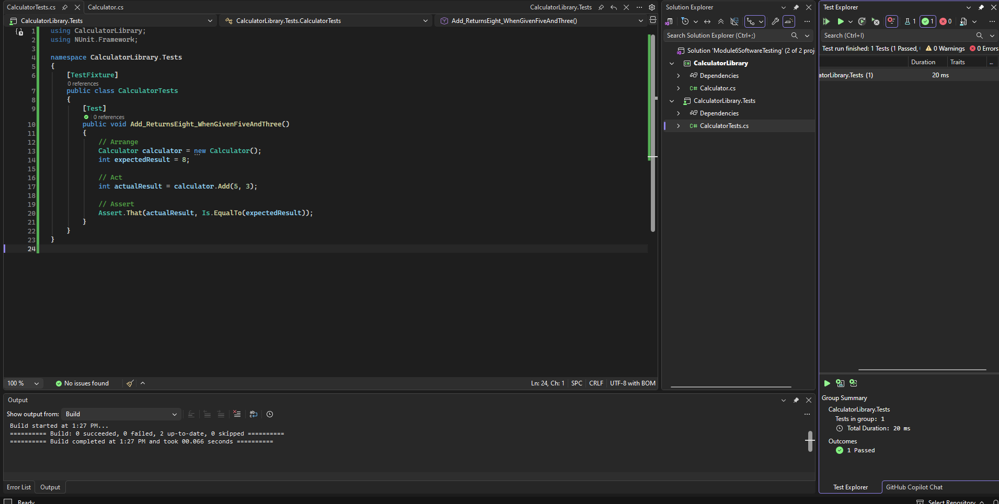 CalculatorTests.cs
Calculator.cs
CalculatorLibrary.Tests
CalculatorLibrary.Tests
CalculatorLibrary.Tests.CalculatorTests
Add_ReturnsEight_WhenGivenFiveAndThree()
1 using CalculatorLibrary;
2 using NUnit.Framework;
3
4 namespace CalculatorLibrary.Tests
5 {
6 [TestFixture]
0 references
7 public class CalculatorTests
8 {
9 [Test]
0 references
10 public void Add_ReturnsEight_WhenGivenFiveAndThree()
11 {
12 // Arrange
13 Calculator calculator = new Calculator();
14 int expectedResult = 8;
15
16 // Act
17 int actualResult = calculator.Add(5, 3);
18
19 // Assert
20 Assert.That(actualResult, Is.EqualTo(expectedResult));
21 }
22 }
23 }
24
100 %
No issues found
Ln: 24, Ch: 1 SPC CRLF UTF-8 with BOM
Output
Show output from: Build
Build started at 1:27 PM...
========== Build: 0 succeeded, 0 failed, 2 up-to-date, 0 skipped ==========
========== Build completed at 1:27 PM and took 00.066 seconds ==========
Error List
Output
Ready
Solution Explorer
Search Solution Explorer (Ctrl+;)
Solution 'Module6SoftwareTesting' (2 of 2 proj
C# CalculatorLibrary
Dependencies
C# Calculator.cs
CalculatorLibrary.Tests
Dependencies
C# CalculatorTests.cs
Test Explorer
1 1 0
Search (Ctrl+I)
Test run finished: 1 Tests (1 Passed, 0 Warnings 0 Errors
Duration Traits ...
atorLibrary.Tests (1) 20 ms
Group Summary
CalculatorLibrary.Tests
Tests in group: 1
Total Duration: 20 ms
Outcomes
1 Passed
Test Explorer
GitHub Copilot Chat
Select Repository